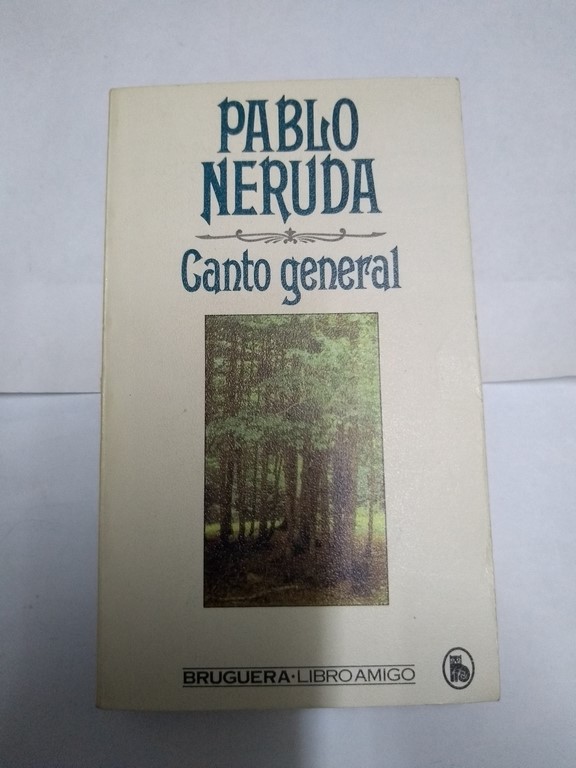 PABLO
NERUDA
Canto general
BRUGUERA·LIBRO AMIGO